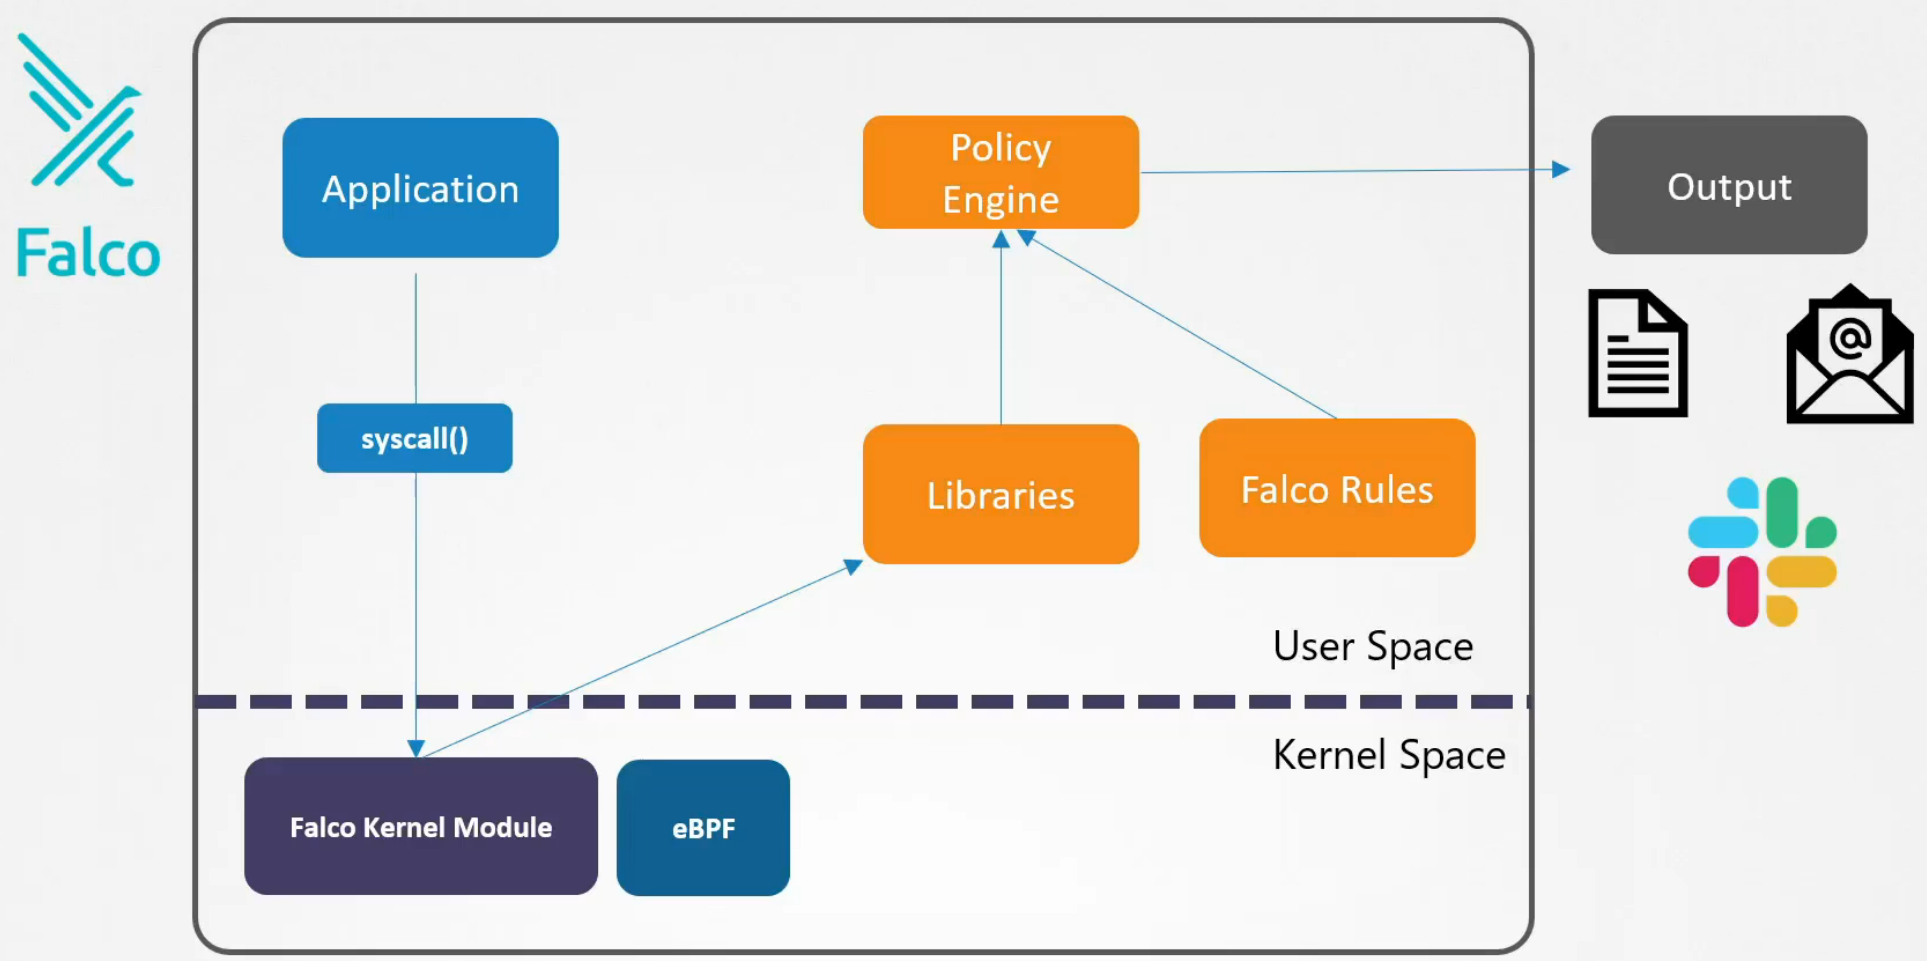 Falco
Application
syscall()
Policy
Engine
Output
@
Libraries
Falco Rules
User Space
Kernel Space
Falco Kernel Module
eBPF